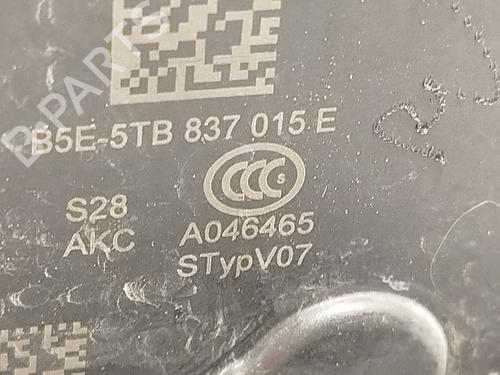 B5E-5TB 837 015 E
CCC S
S28
AKC
A046465
STypV07
B-PARTS